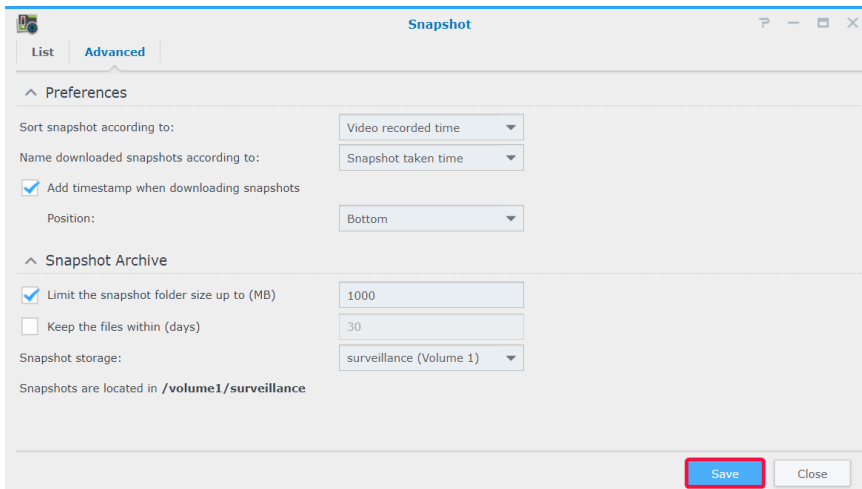 Snapshot
List Advanced
Preferences
Sort snapshot according to: Video recorded time
Name downloaded snapshots according to: Snapshot taken time
Add timestamp when downloading snapshots
Position: Bottom
Snapshot Archive
Limit the snapshot folder size up to (MB) 1000
Keep the files within (days) 30
Snapshot storage: surveillance (Volume 1)
Snapshots are located in /volume1/surveillance
Save Close